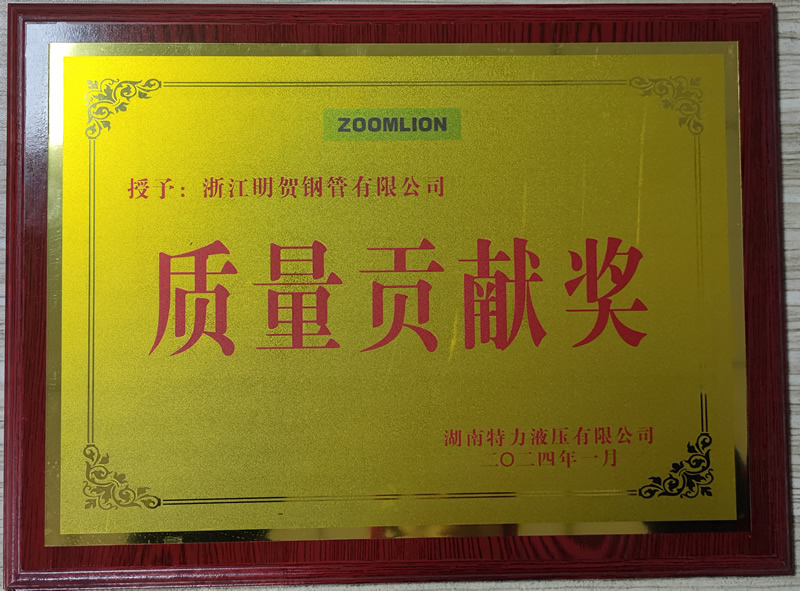 ZOOMLION
授予：浙江明贺钢管有限公司
质量贡献奖
湖南特力液压有限公司
二〇二四年一月